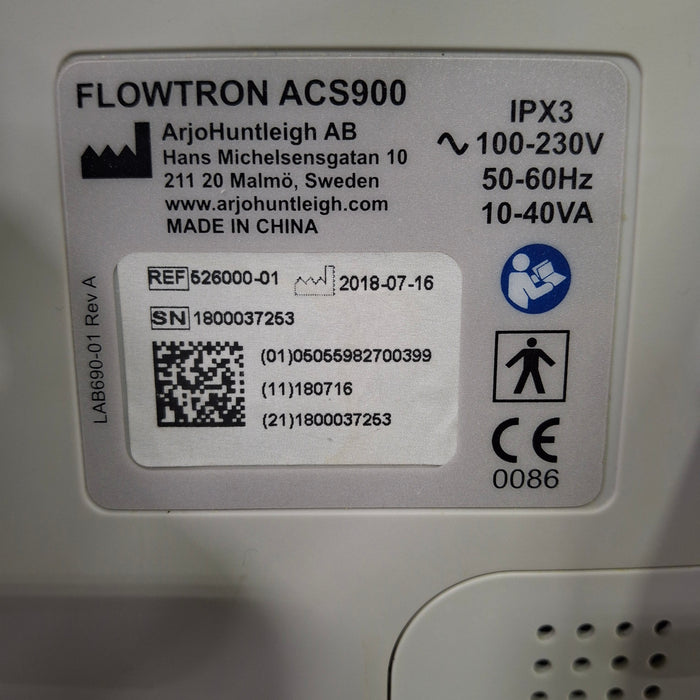 FLOWTRON ACS900
ArjoHuntleigh AB
Hans Michelsensgatan 10
211 20 Malmö, Sweden
www.arjohuntleigh.com
MADE IN CHINA
IPX3
100-230V
50-60Hz
10-40VA
REF 526000-01 2018-07-16
SN 1800037253
(01)05055982700399
(11)180716
(21)1800037253
LAB690-01 Rev A
CE
0086